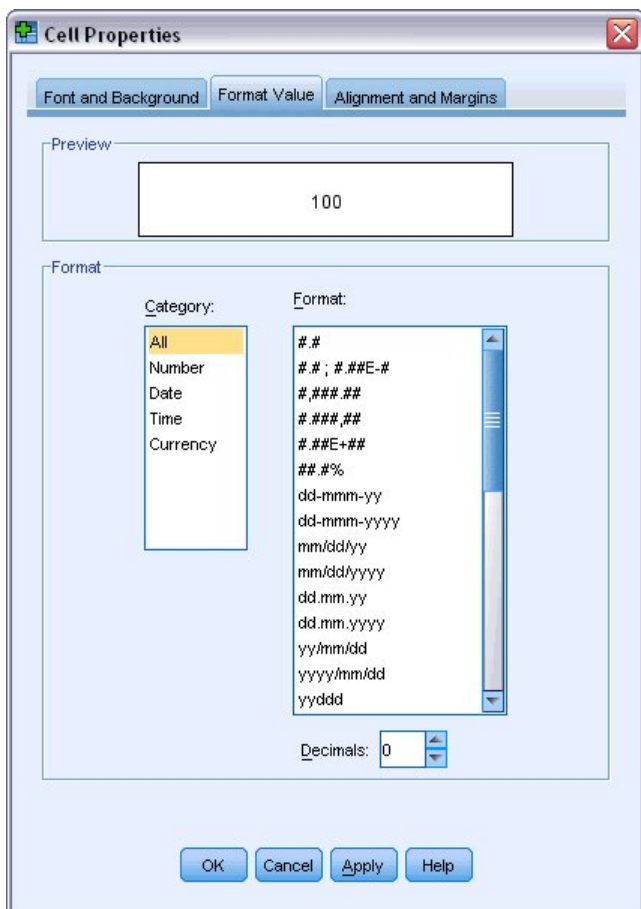 Cell Properties
Font and Background
Format Value
Alignment and Margins
Preview
100
Format
Category:
All
Number
Date
Time
Currency
Format:
#.#
#.# ; #.##E-#
#,###.##
#.###,##
#.##E+##
##.#%
dd-mmm-yy
dd-mmm-yyyy
mm/dd/yy
mm/dd/yyyy
dd.mm.yy
dd.mm.yyyy
yy/mm/dd
yyyy/mm/dd
yyddd
Decimals: 0
OK
Cancel
Apply
Help